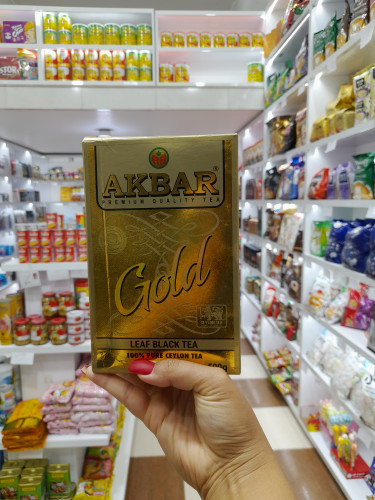 AKBAR
PREMIUM QUALITY TEA
Gold
LEAF BLACK TEA
100% PURE CEYLON TEA